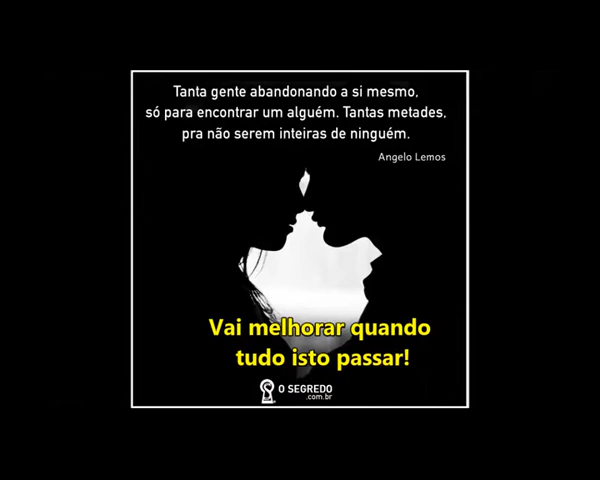 Tanta gente abandonando a si mesmo,
só para encontrar um alguém. Tantas metades,
pra não serem inteiras de ninguém.
Angelo Lemos
Vai melhorar quando
tudo isto passar!
O SEGREDO
.com.br